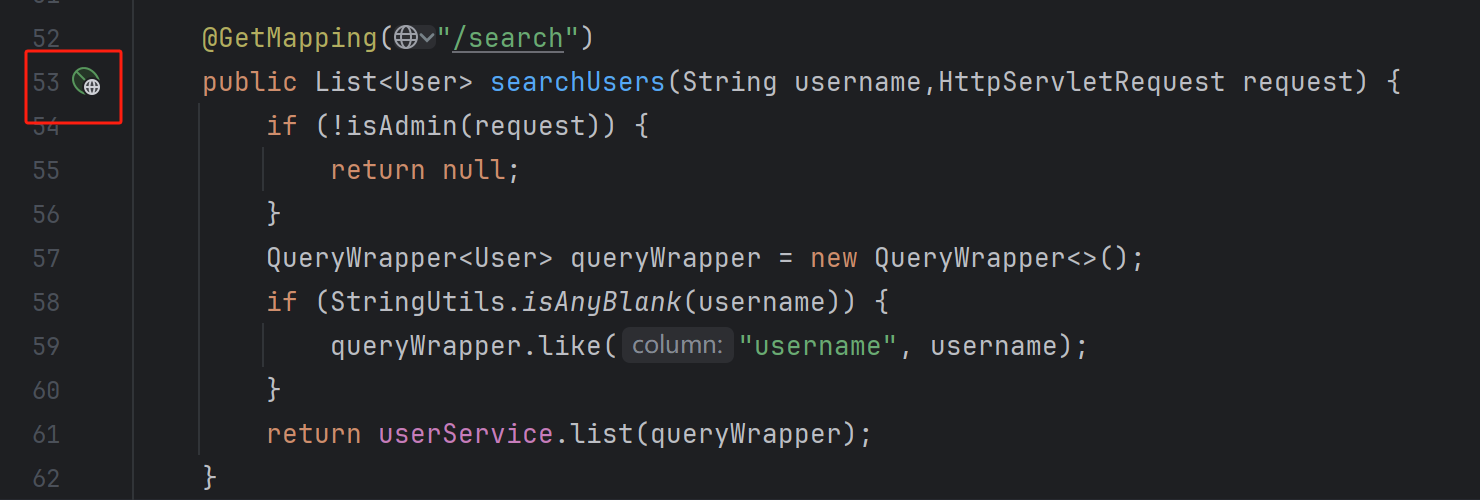 51
52 @GetMapping("/search")
53 public List<User> searchUsers(String username,HttpServletRequest request) {
54 if (!isAdmin(request)) {
55 return null;
56 }
57 QueryWrapper<User> queryWrapper = new QueryWrapper<>();
58 if (StringUtils.isAnyBlank(username)) {
59 queryWrapper.like( column: "username", username);
60 }
61 return userService.list(queryWrapper);
62 }